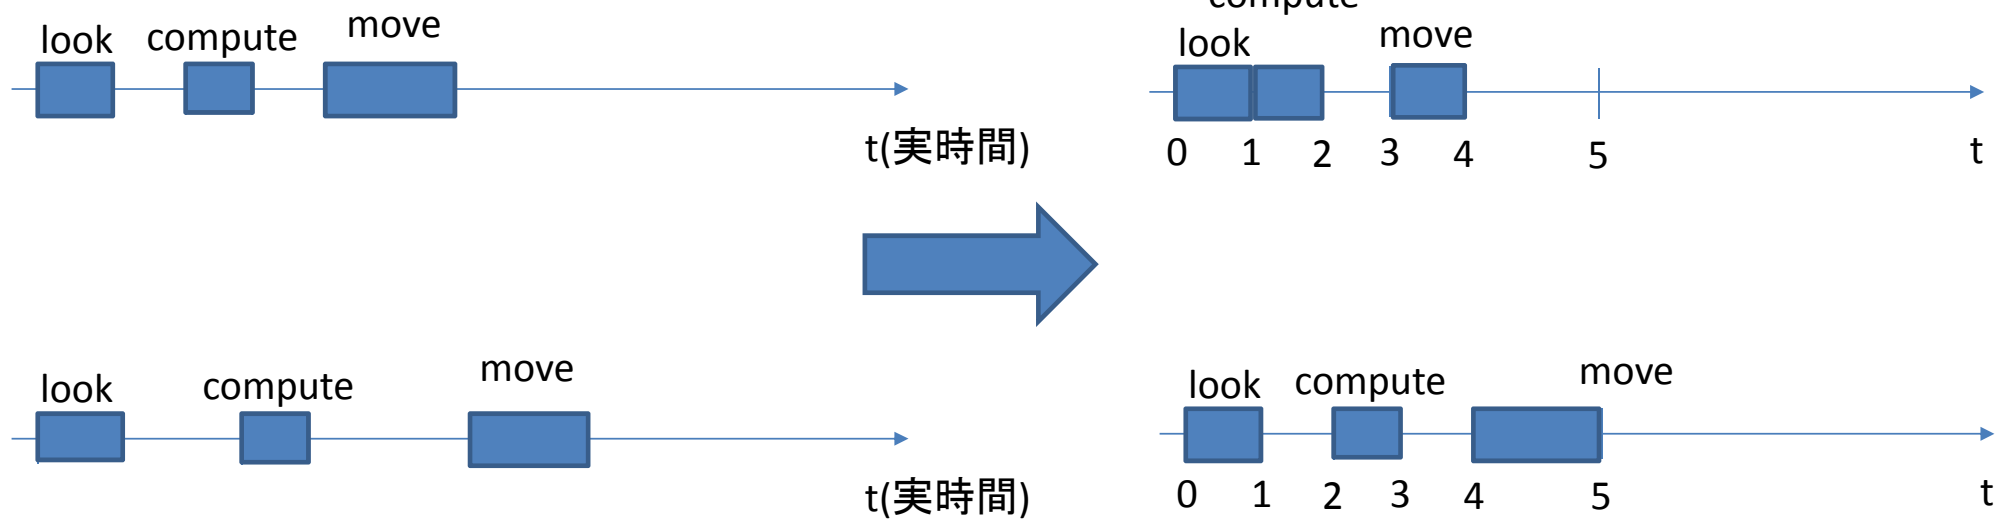 look compute move
t(実時間)
compute
look move
0 1 2 3 4 5 t
look compute move
t(実時間)
look compute move
0 1 2 3 4 5 t